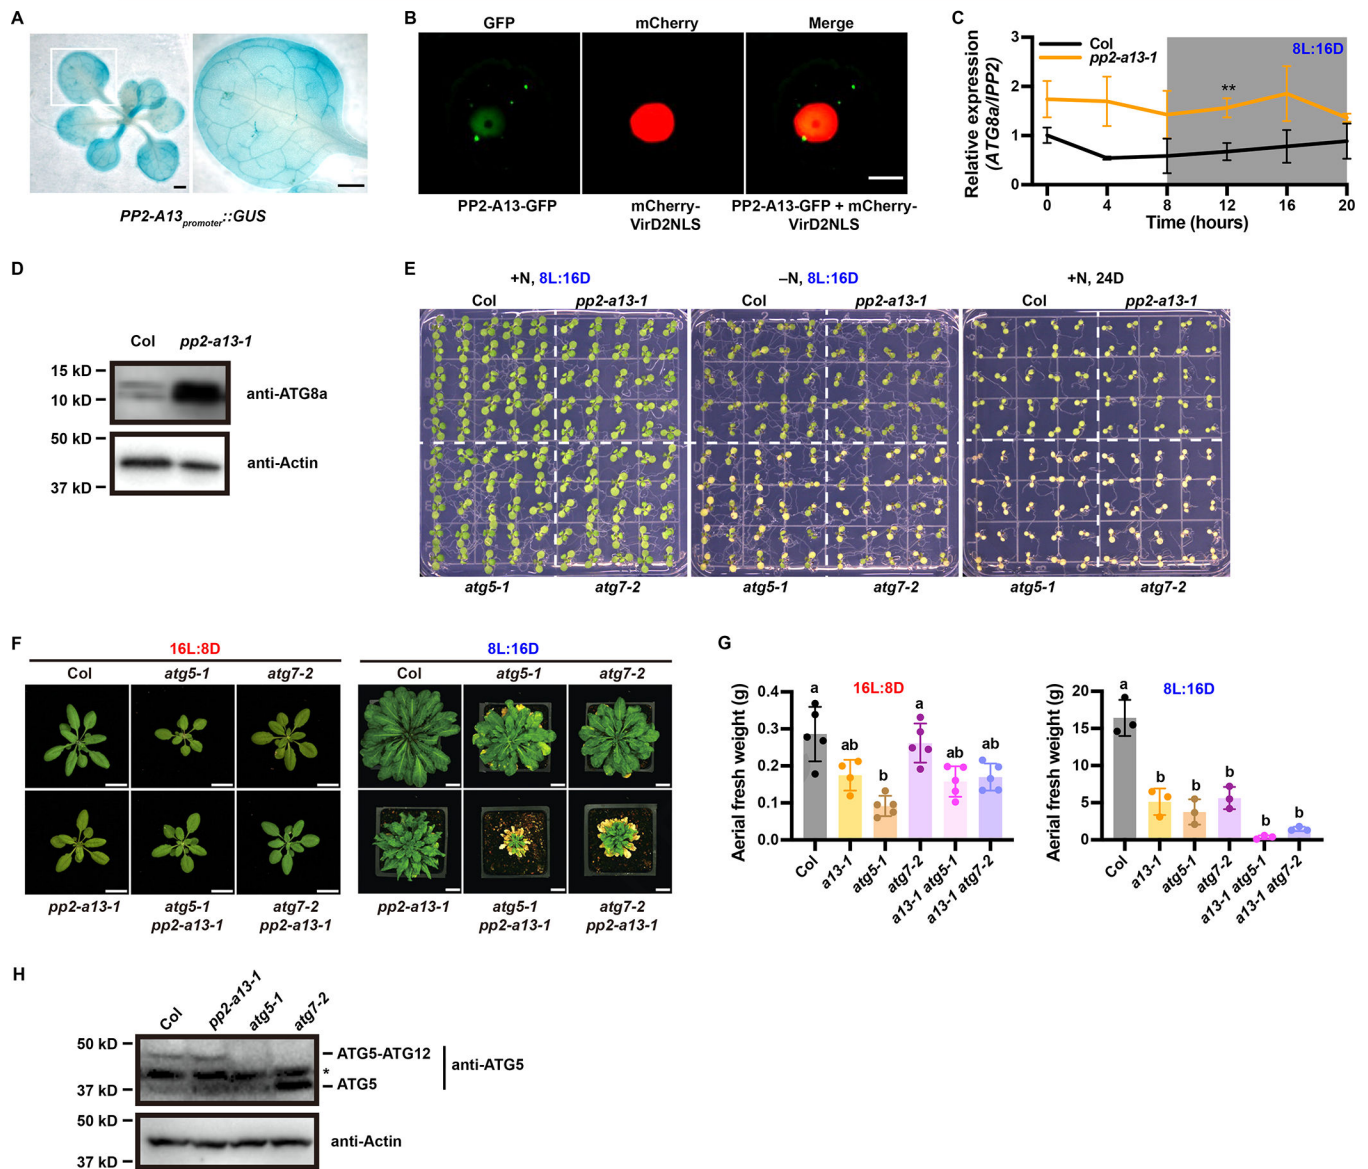 A
PP2-A13promoter::GUS
B
GFP mCherry Merge
PP2-A13-GFP mCherry-VirD2NLS PP2-A13-GFP + mCherry-VirD2NLS
C
Relative expression
(ATG8a/IPP2)
3
2
1
0
Col
pp2-a13-1
8L:16D
**
0 4 8 12 16 20
Time (hours)
D
Col pp2-a13-1
15 kD
10 kD
anti-ATG8a
50 kD
37 kD
anti-Actin
E
+N, 8L:16D –N, 8L:16D +N, 24D
Col pp2-a13-1 Col pp2-a13-1 Col pp2-a13-1
atg5-1 atg7-2 atg5-1 atg7-2 atg5-1 atg7-2
F
16L:8D 8L:16D
Col atg5-1 atg7-2 Col atg5-1 atg7-2
pp2-a13-1 atg5-1 atg7-2 pp2-a13-1 atg5-1 atg7-2
pp2-a13-1 pp2-a13-1 pp2-a13-1 pp2-a13-1
G
Aerial fresh weight (g)
0.4
0.3
0.2
0.1
0.0
16L:8D
a ab b a ab ab
Col a13-1 atg5-1 atg7-2 a13-1 atg5-1 a13-1 atg7-2
Aerial fresh weight (g)
20
15
10
5
0
8L:16D
a b b b b b
Col a13-1 atg5-1 atg7-2 a13-1 atg5-1 a13-1 atg7-2
H
Col pp2-a13-1 atg5-1 atg7-2
50 kD
37 kD
ATG5-ATG12
*
ATG5
anti-ATG5
50 kD
37 kD
anti-Actin